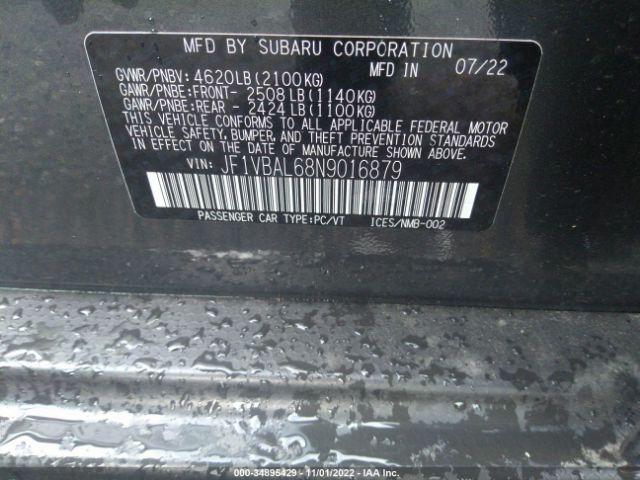 MFD BY SUBARU CORPORATION
MFD IN 07/22
GVWR/PNBV: 4620LB(2100KG)
GAWR/PNBE:FRONT- 2508LB(1140KG)
GAWR/PNBE:REAR - 2424LB(1100KG)
THIS VEHICLE CONFORMS TO ALL APPLICABLE FEDERAL MOTOR
VEHICLE SAFETY, BUMPER, AND THEFT PREVENTION STANDARDS
IN EFFECT ON THE DATE OF MANUFACTURE SHOWN ABOVE.
VIN: JF1VBAL68N9016879
PASSENGER CAR TYPE:PC/VT ICES/NMB-002
000-34895429 - 11/01/2022 - IAA Inc.